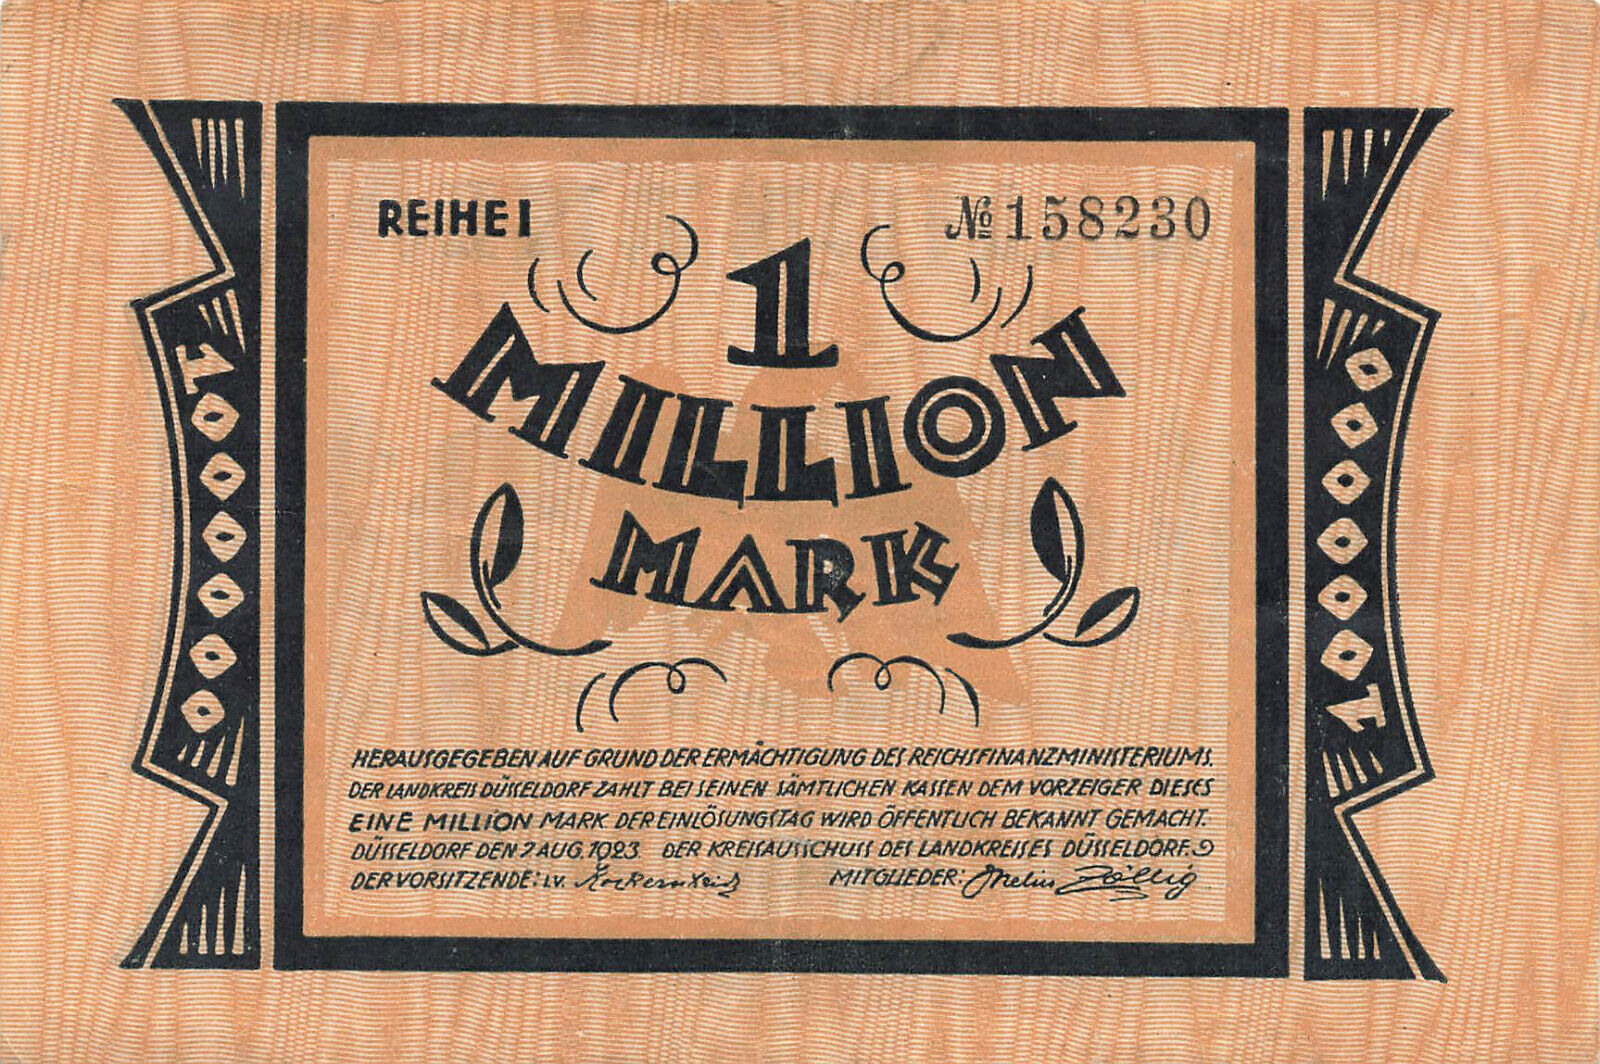 REIHE I
№ 158230
1
MILLION
MARK
1000000
1000000
HERAUSGEGEBEN AUF GRUND DER ERMÄCHTIGUNG DES REICHSFINANZMINISTERIUMS.
DER LANDKREIS DÜSSELDORF ZAHLT BEI SEINEN SÄMTLICHEN KASSEN DEM VORZEIGER DIESES
EINE MILLION MARK DER EINLÖSUNGSTAG WIRD ÖFFENTLICH BEKANNT GEMACHT.
DÜSSELDORF DEN 7 AUG. 1923. DER KREISAUSSCHUSS DES LANDKREISES DÜSSELDORF.
DER VORSITZENDE: I.V.
MITGLIEDER: